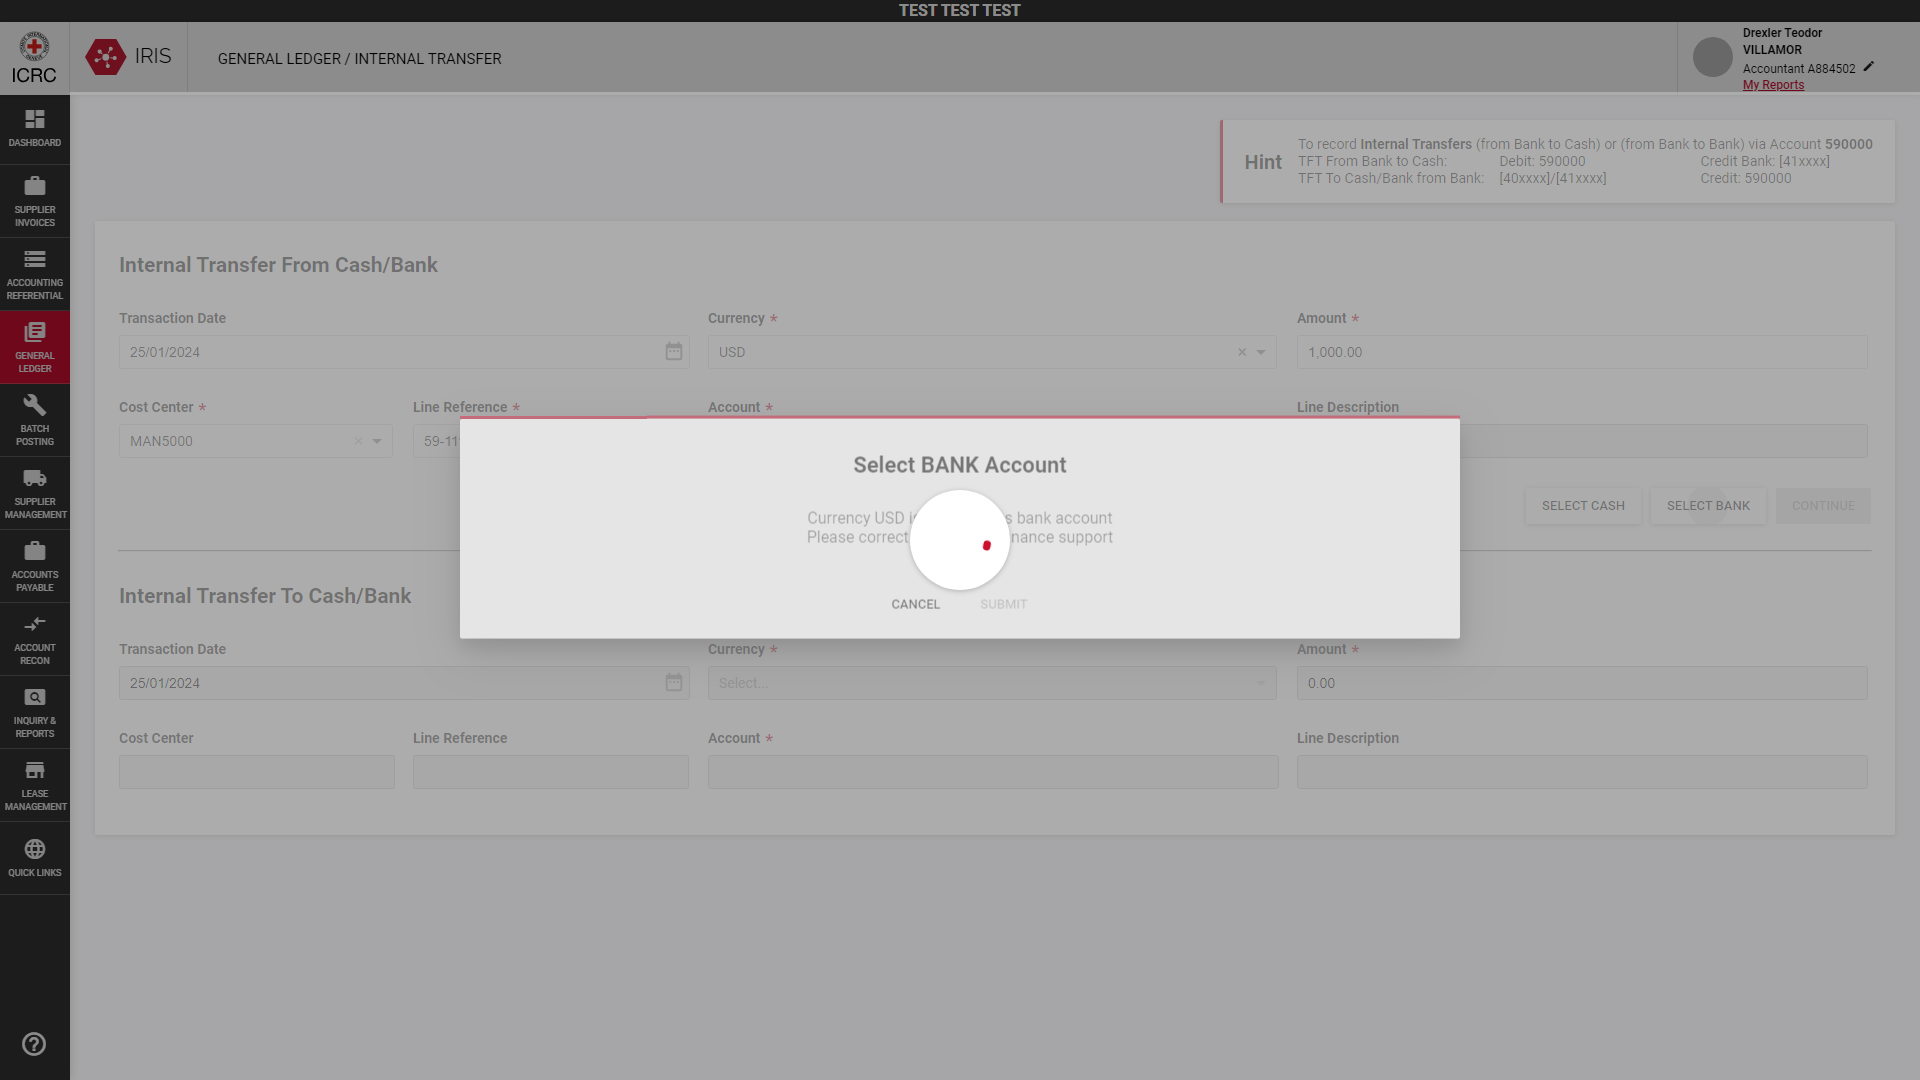 TEST TEST TEST
ICRC
IRIS
GENERAL LEDGER / INTERNAL TRANSFER
Drexler Teodor
VILLAMOR
Accountant A884502
My Reports
DASHBOARD
SUPPLIER
INVOICES
ACCOUNTING
REFERENTIAL
GENERAL
LEDGER
BATCH
POSTING
SUPPLIER
MANAGEMENT
ACCOUNTS
PAYABLE
ACCOUNT
RECON
INQUIRY &
REPORTS
LEASE
MANAGEMENT
QUICK LINKS
Hint
To record Internal Transfers (from Bank to Cash) or (from Bank to Bank) via Account 590000
TFT From Bank to Cash: Debit: 590000 Credit Bank: [41xxxx]
TFT To Cash/Bank from Bank: [40xxxx]/[41xxxx] Credit: 590000
Internal Transfer From Cash/Bank
Transaction Date Currency * Amount *
25/01/2024 USD 1,000.00
Cost Center * Line Reference * Account * Line Description
MAN5000 59-11
Select BANK Account
Currency USD bank account
Please correct support
CANCEL SUBMIT
SELECT CASH SELECT BANK CONTINUE
Internal Transfer To Cash/Bank
Transaction Date Currency * Amount *
25/01/2024 Select... 0.00
Cost Center Line Reference Account * Line Description